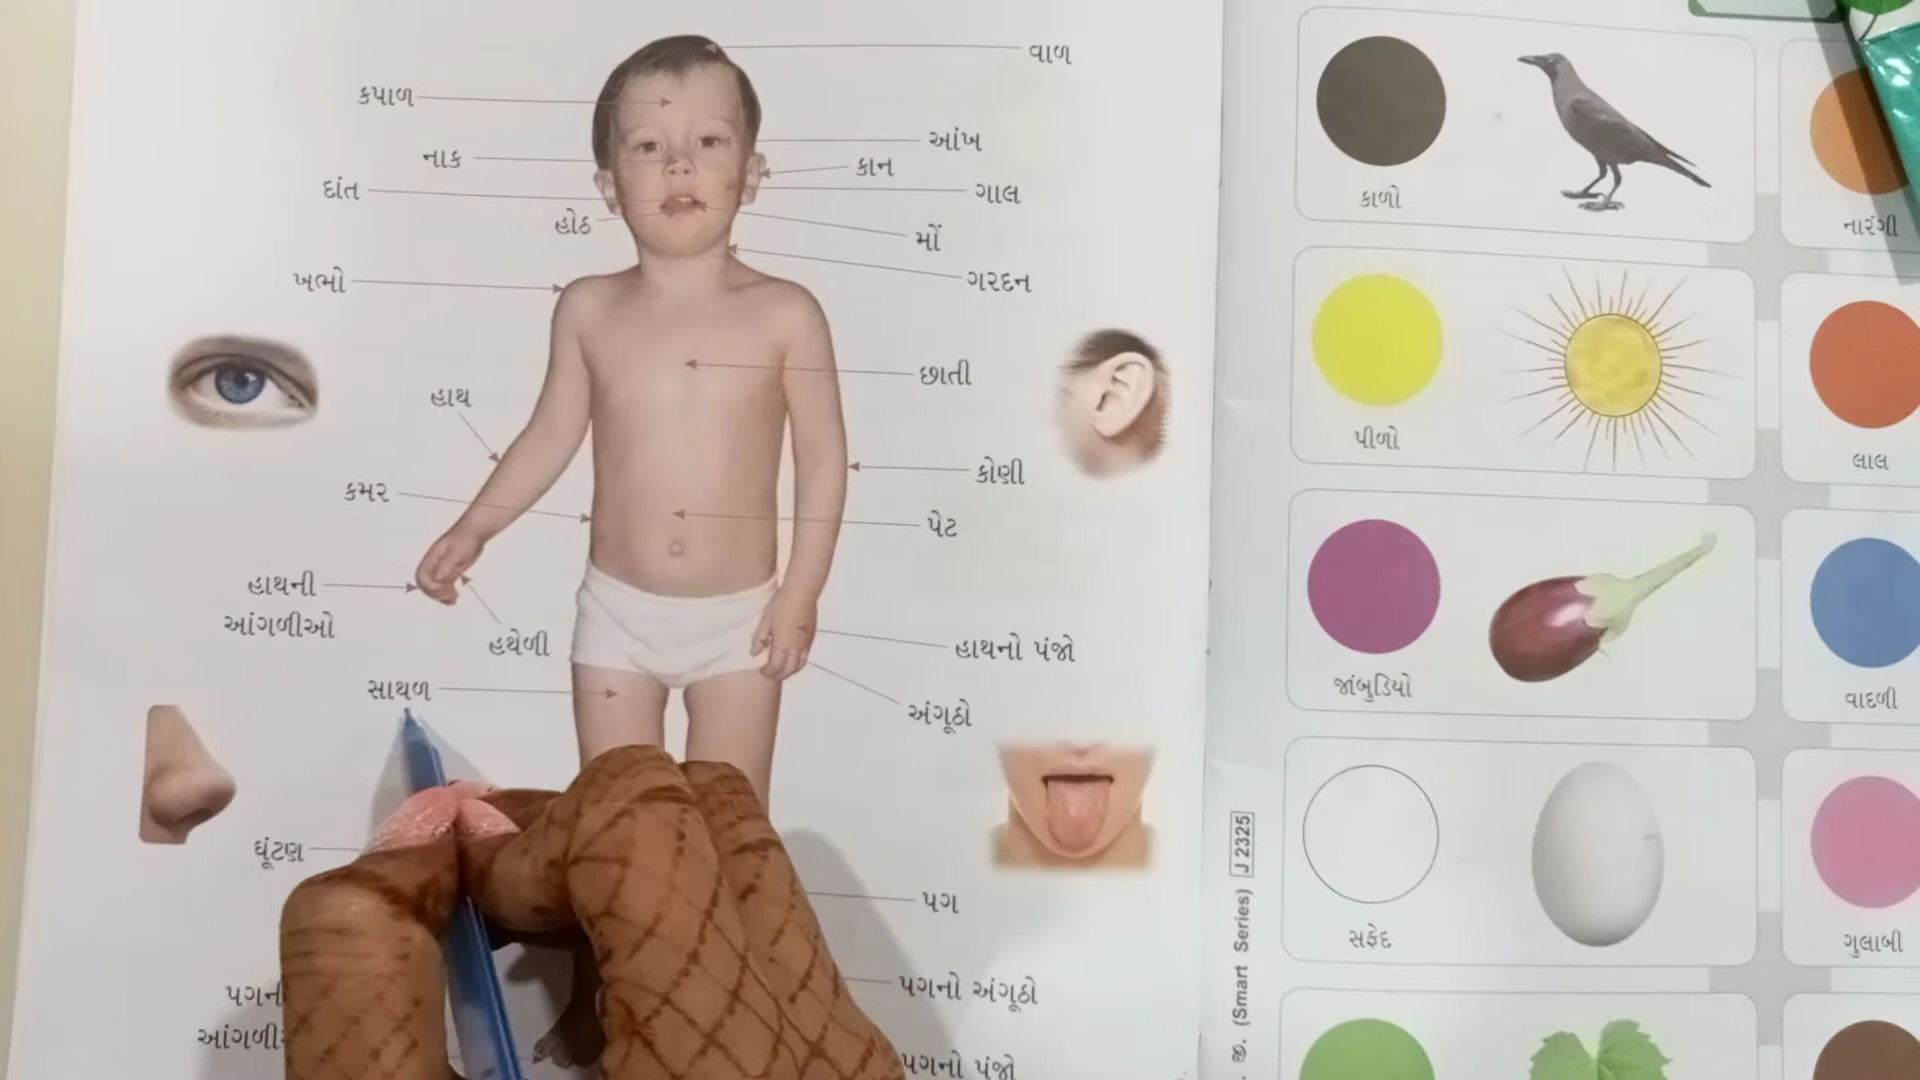 વાળ
કપાળ
આંખ
નાક
કાન
દાંત
ગાલ
હોઠ
મોં
ખભો
ગરદન
છાતી
હાથ
કોણી
કમર
પેટ
હાથની
આંગળીઓ
હથેળી
હાથનો પંજો
સાથળ
અંગૂઠો
ઘૂંટણ
પગ
પગનો અંગૂઠો
પગનો પંજો
કાળો
નારંગી
પીળો
લાલ
જાંબુડિયો
વાદળી
સફેદ
ગુલાબી
(Smart Series) J 2325